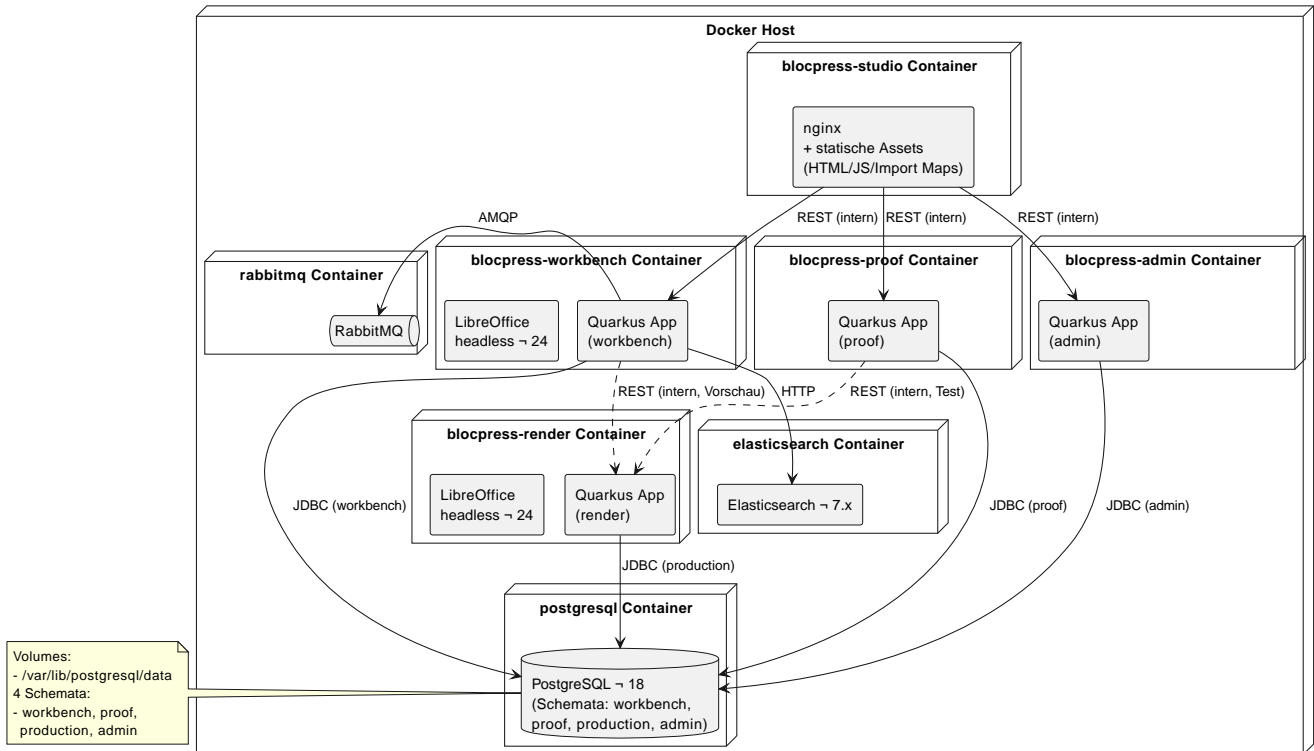 Docker Host
blocpress-studio Container
nginx
+ statische Assets
(HTML/JS/Import Maps)
AMQP
REST (intern)
REST (intern)
REST (intern)
rabbitmq Container
RabbitMQ
blocpress-workbench Container
LibreOffice
headless ¬ 24
Quarkus App
(workbench)
blocpress-proof Container
Quarkus App
(proof)
blocpress-admin Container
Quarkus App
(admin)
REST (intern, Vorschau)
HTTP
REST (intern, Test)
blocpress-render Container
LibreOffice
headless ¬ 24
Quarkus App
(render)
elasticsearch Container
Elasticsearch ¬ 7.x
JDBC (workbench)
JDBC (proof)
JDBC (admin)
JDBC (production)
postgresql Container
PostgreSQL ¬ 18
(Schemata: workbench,
proof, production, admin)
Volumes:
- /var/lib/postgresql/data
4 Schemata:
- workbench, proof,
production, admin